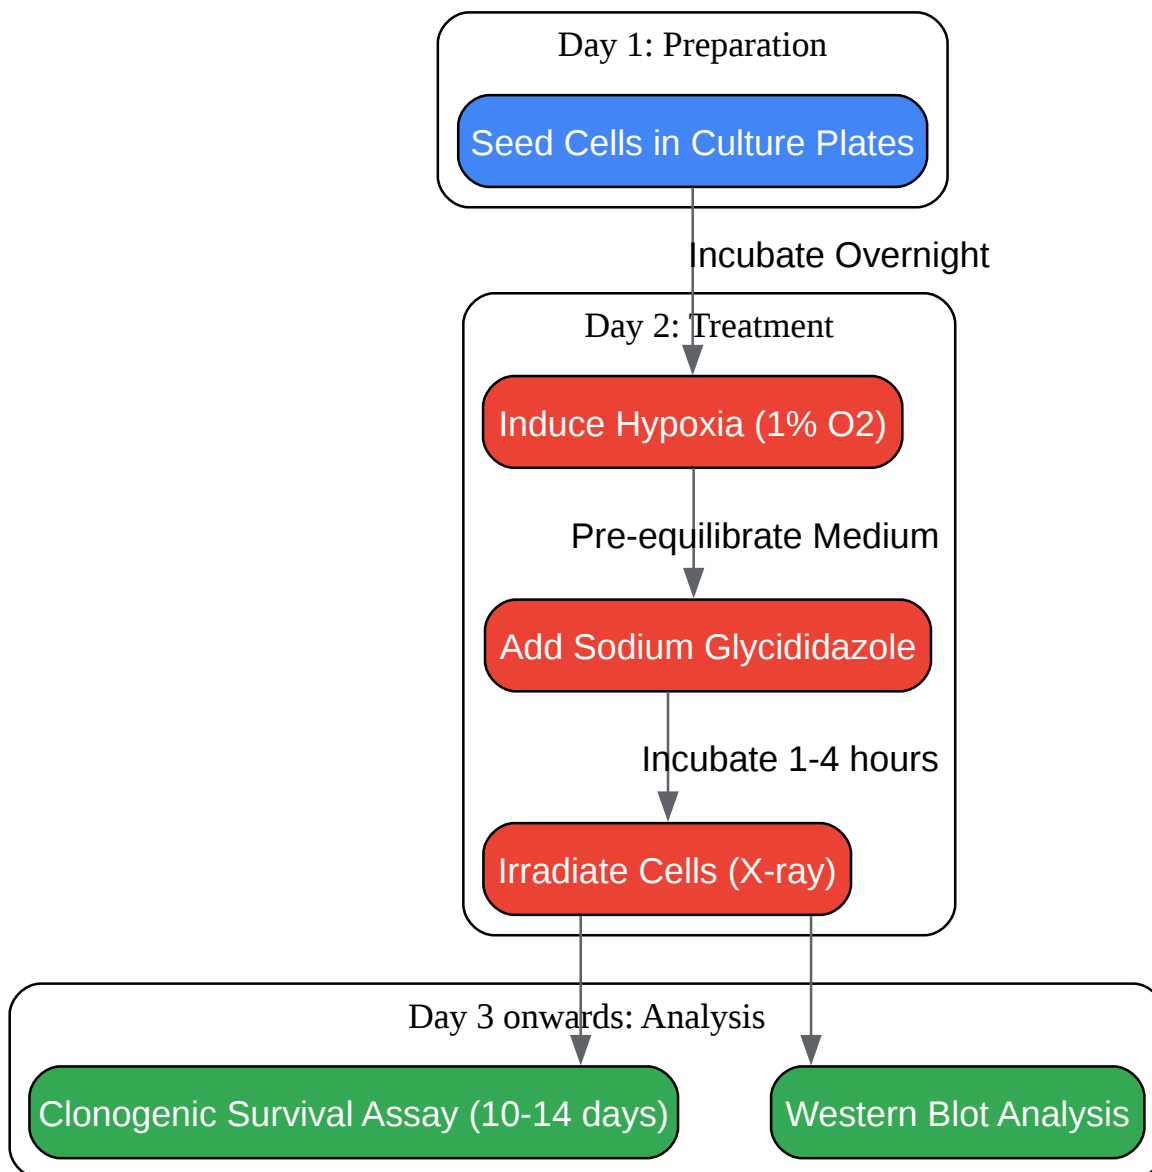 Day 1: Preparation
Seed Cells in Culture Plates
Incubate Overnight
Day 2: Treatment
Induce Hypoxia (1% O2)
Pre-equilibrate Medium
Add Sodium Glycididazole
Incubate 1-4 hours
Irradiate Cells (X-ray)
Day 3 onwards: Analysis
Clonogenic Survival Assay (10-14 days)
Western Blot Analysis